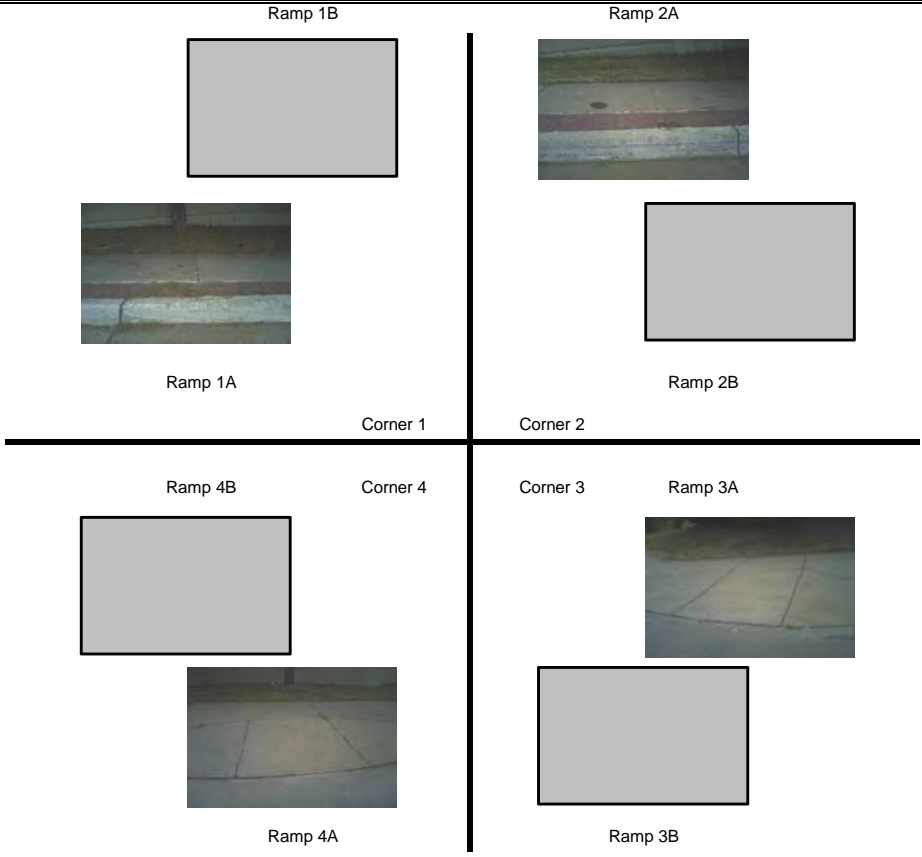 Ramp 1B Ramp 2A
Ramp 1A Ramp 2B
Corner 1 Corner 2
Ramp 4B Corner 4 Corner 3 Ramp 3A
Ramp 4A Ramp 3B